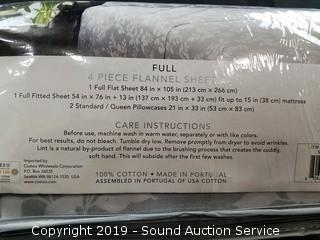 FULL
4 PIECE FLANNEL SHEET
1 Full Flat Sheet 84 in x 105 in (213 cm x 266 cm)
1 Full Fitted Sheet 54 in x 76 in + 13 in (137 cm x 193 cm + 33 cm) fit up to 15 in (38 cm) mattress
2 Standard / Queen Pillowcases 21 in x 33 in (53 cm x 83 cm)
CARE INSTRUCTIONS
Before use, machine wash in warm water, separately or with like colors.
For best results, do not bleach. Tumble dry low. Remove promptly from dryer to avoid wrinkles.
Lint is a natural by-product of flannel due to the brushing process that creates the cuddly,
soft hand. This will subside after the first few washes.
Imported by
Costco Wholesale Corporation
P.O. Box 34535
Seattle WA 98124-1535 USA
www.costco.com
100% COTTON • MADE IN PORTUGAL
ASSEMBLED IN PORTUGAL OF USA COTTON
Copyright 2019 - Sound Auction Service